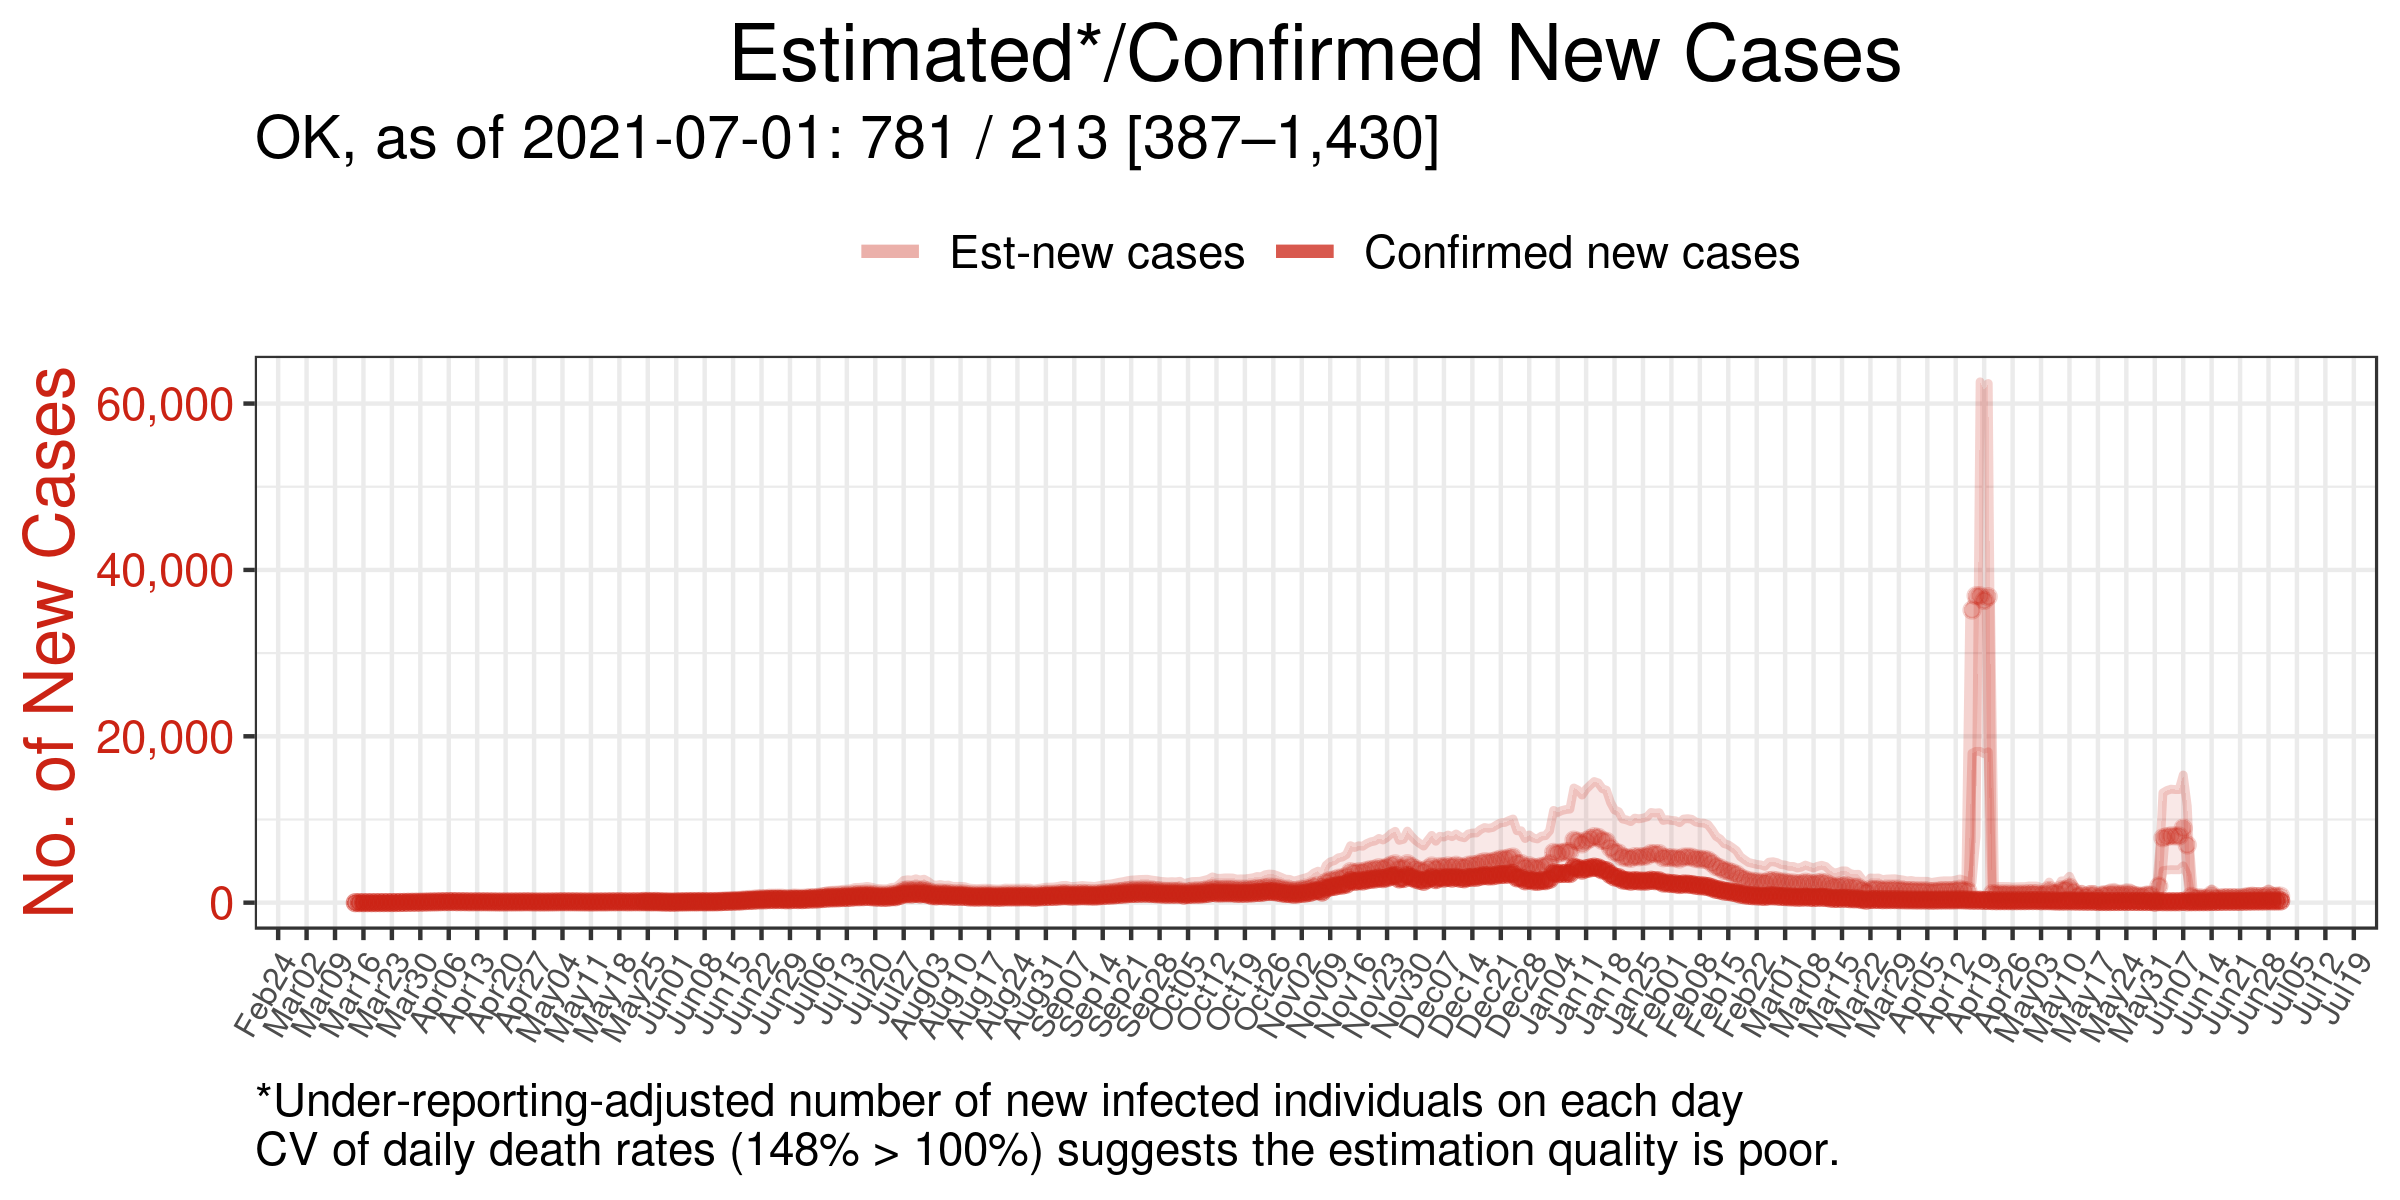 Estimated*/Confirmed New Cases
OK, as of 2021-07-01: 781 / 213 [387–1,430]
Est-new cases Confirmed new cases
No. of New Cases
60,000
40,000
20,000
0
Feb24 Mar02 Mar09 Mar16 Mar23 Mar30 Apr06 Apr13 Apr20 Apr27 May04 May11 May18 May25 Jun01 Jun08 Jun15 Jun22 Jun29 Jul06 Jul13 Jul20 Jul27 Aug03 Aug10 Aug17 Aug24 Aug31 Sep07 Sep14 Sep21 Sep28 Oct05 Oct12 Oct19 Oct26 Nov02 Nov09 Nov16 Nov23 Nov30 Dec07 Dec14 Dec21 Dec28 Jan04 Jan11 Jan18 Jan25 Feb01 Feb08 Feb15 Feb22 Mar01 Mar08 Mar15 Mar22 Mar29 Apr05 Apr12 Apr19 Apr26 May03 May10 May17 May24 May31 Jun07 Jun14 Jun21 Jun28 Jul05 Jul12 Jul19
*Under-reporting-adjusted number of new infected individuals on each day
CV of daily death rates (148% > 100%) suggests the estimation quality is poor.